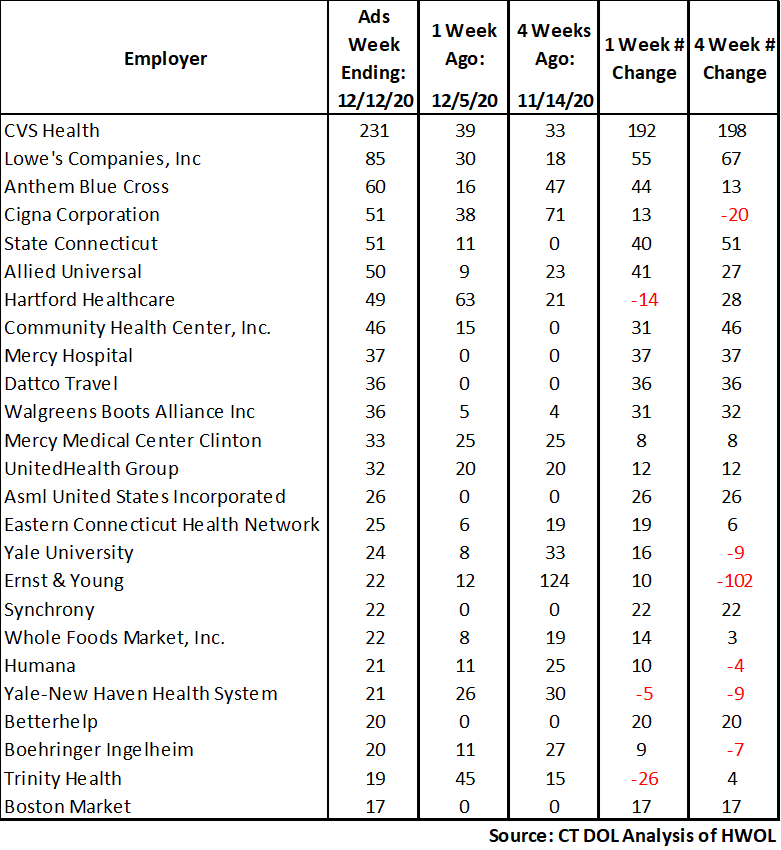 Employer Ads Week Ending: 12/12/20 1 Week Ago: 12/5/20 4 Weeks Ago: 11/14/20 1 Week # Change 4 Week # Change
CVS Health 231 39 33 192 198
Lowe's Companies, Inc 85 30 18 55 67
Anthem Blue Cross 60 16 47 44 13
Cigna Corporation 51 38 71 13 -20
State Connecticut 51 11 0 40 51
Allied Universal 50 9 23 41 27
Hartford Healthcare 49 63 21 -14 28
Community Health Center, Inc. 46 15 0 31 46
Mercy Hospital 37 0 0 37 37
Dattco Travel 36 0 0 36 36
Walgreens Boots Alliance Inc 36 5 4 31 32
Mercy Medical Center Clinton 33 25 25 8 8
UnitedHealth Group 32 20 20 12 12
Asml United States Incorporated 26 0 0 26 26
Eastern Connecticut Health Network 25 6 19 19 6
Yale University 24 8 33 16 -9
Ernst & Young 22 12 124 10 -102
Synchrony 22 0 0 22 22
Whole Foods Market, Inc. 22 8 19 14 3
Humana 21 11 25 10 -4
Yale-New Haven Health System 21 26 30 -5 -9
Betterhelp 20 0 0 20 20
Boehringer Ingelheim 20 11 27 9 -7
Trinity Health 19 45 15 -26 4
Boston Market 17 0 0 17 17
Source: CT DOL Analysis of HWOL